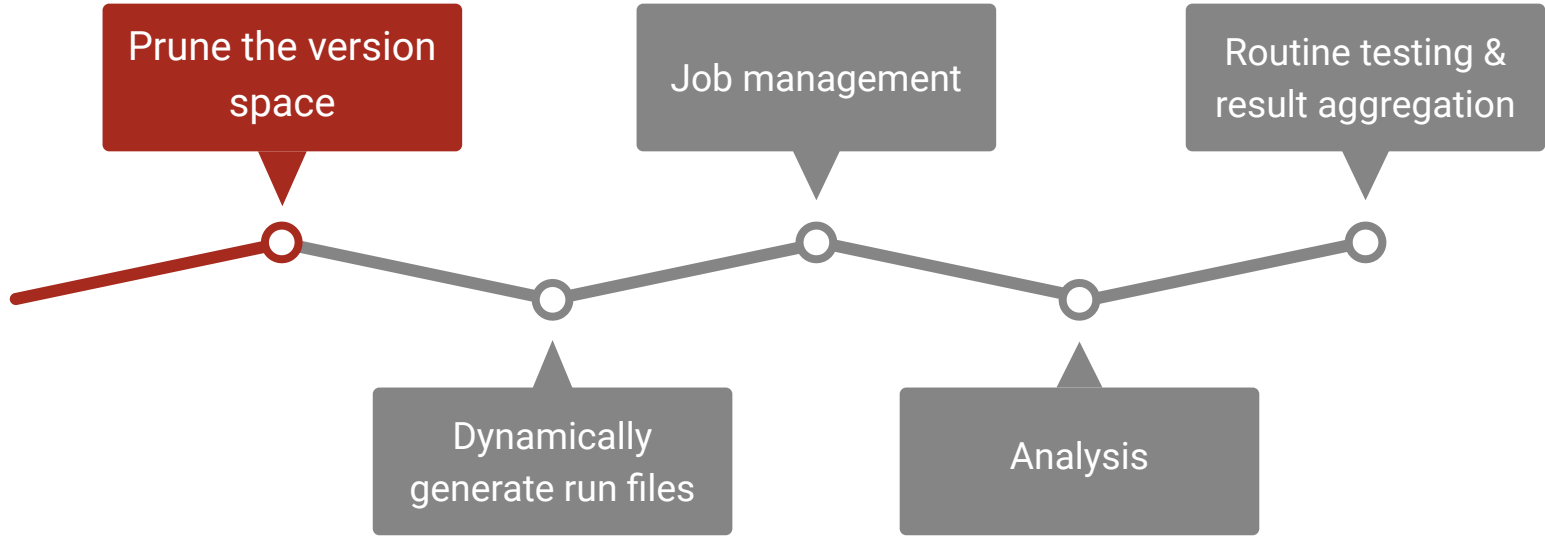 Prune the version
space
Dynamically
generate run files
Job management
Analysis
Routine testing &
result aggregation